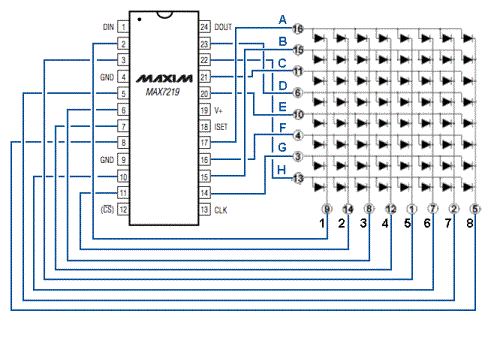 DIN 1 24 DOUT A 16
2 23 B 15
3 22 C 11
GND 4 21 D 6
MAXIM
MAX7219
5 20 E 10
6 19 V+ F 4
7 18 ISET G 3
8 17 H 13
GND 9 16
10 15
11 14
(CS) 12 13 CLK
9 14 8 12 1 7 2 5
1 2 3 4 5 6 7 8